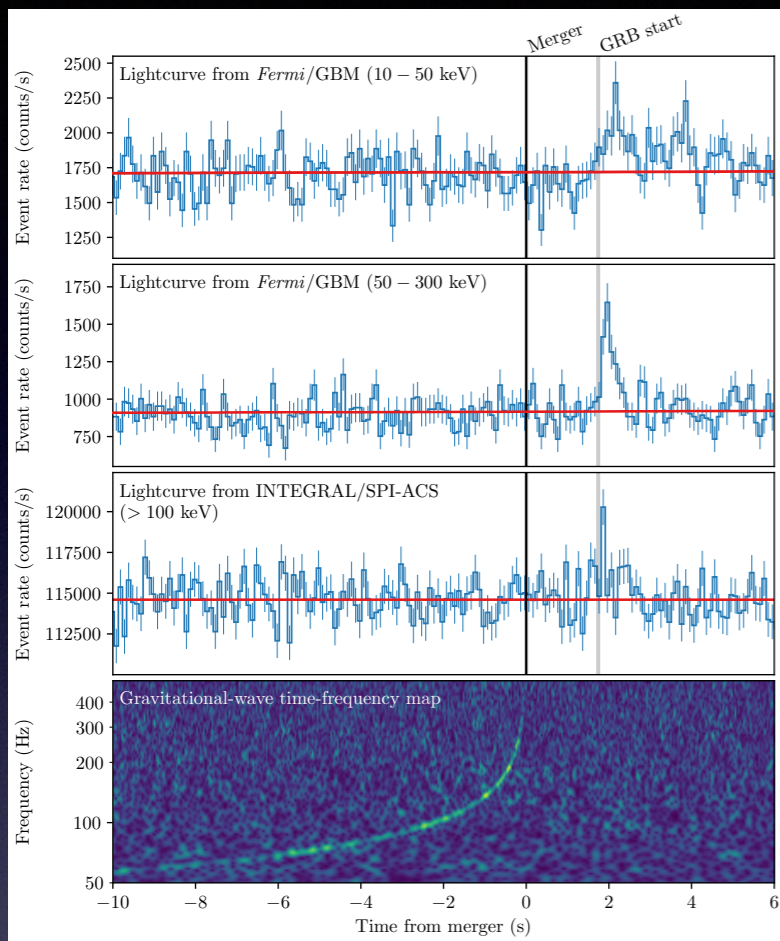 Merger
GRB start
Lightcurve from Fermi/GBM (10 − 50 keV)
Event rate (counts/s)
2500
2250
2000
1750
1500
1250
Lightcurve from Fermi/GBM (50 − 300 keV)
Event rate (counts/s)
1750
1500
1250
1000
750
Lightcurve from INTEGRAL/SPI-ACS
(> 100 keV)
Event rate (counts/s)
120000
117500
115000
112500
Gravitational-wave time-frequency map
Frequency (Hz)
400
300
200
100
50
−10 −8 −6 −4 −2 0 2 4 6
Time from merger (s)